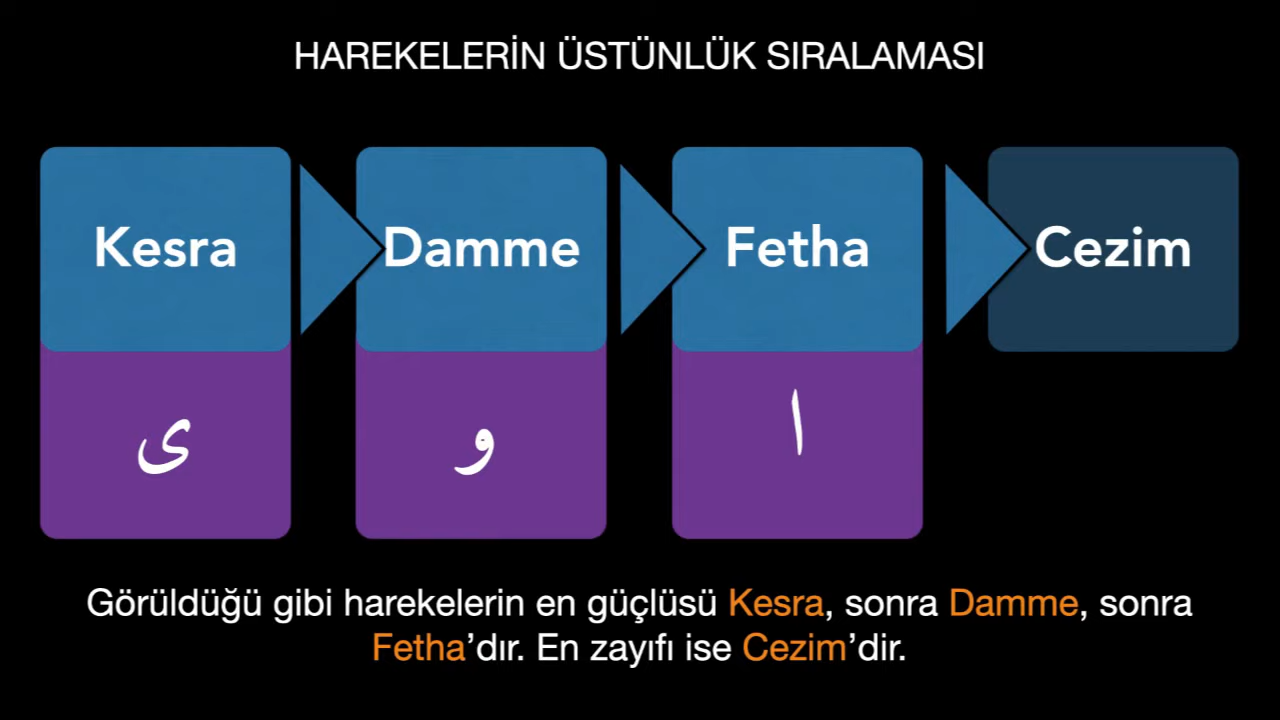 HAREKELERİN ÜSTÜNLÜK SIRALAMASI
Kesra Damme Fetha Cezim
ى و ا
Görüldüğü gibi harekelerin en güçlüsü Kesra, sonra Damme, sonra
Fetha’dır. En zayıfı ise Cezim’dir.